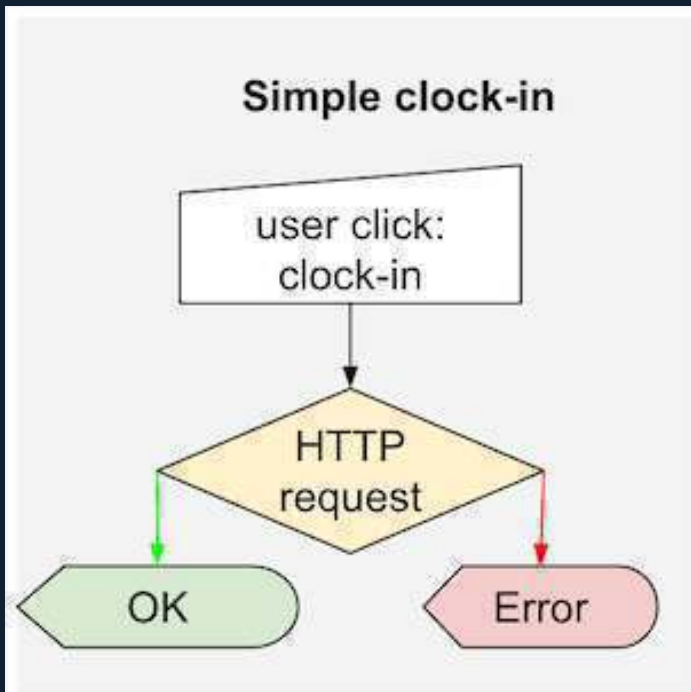 Simple clock-in
user click:
clock-in
HTTP
request
OK
Error